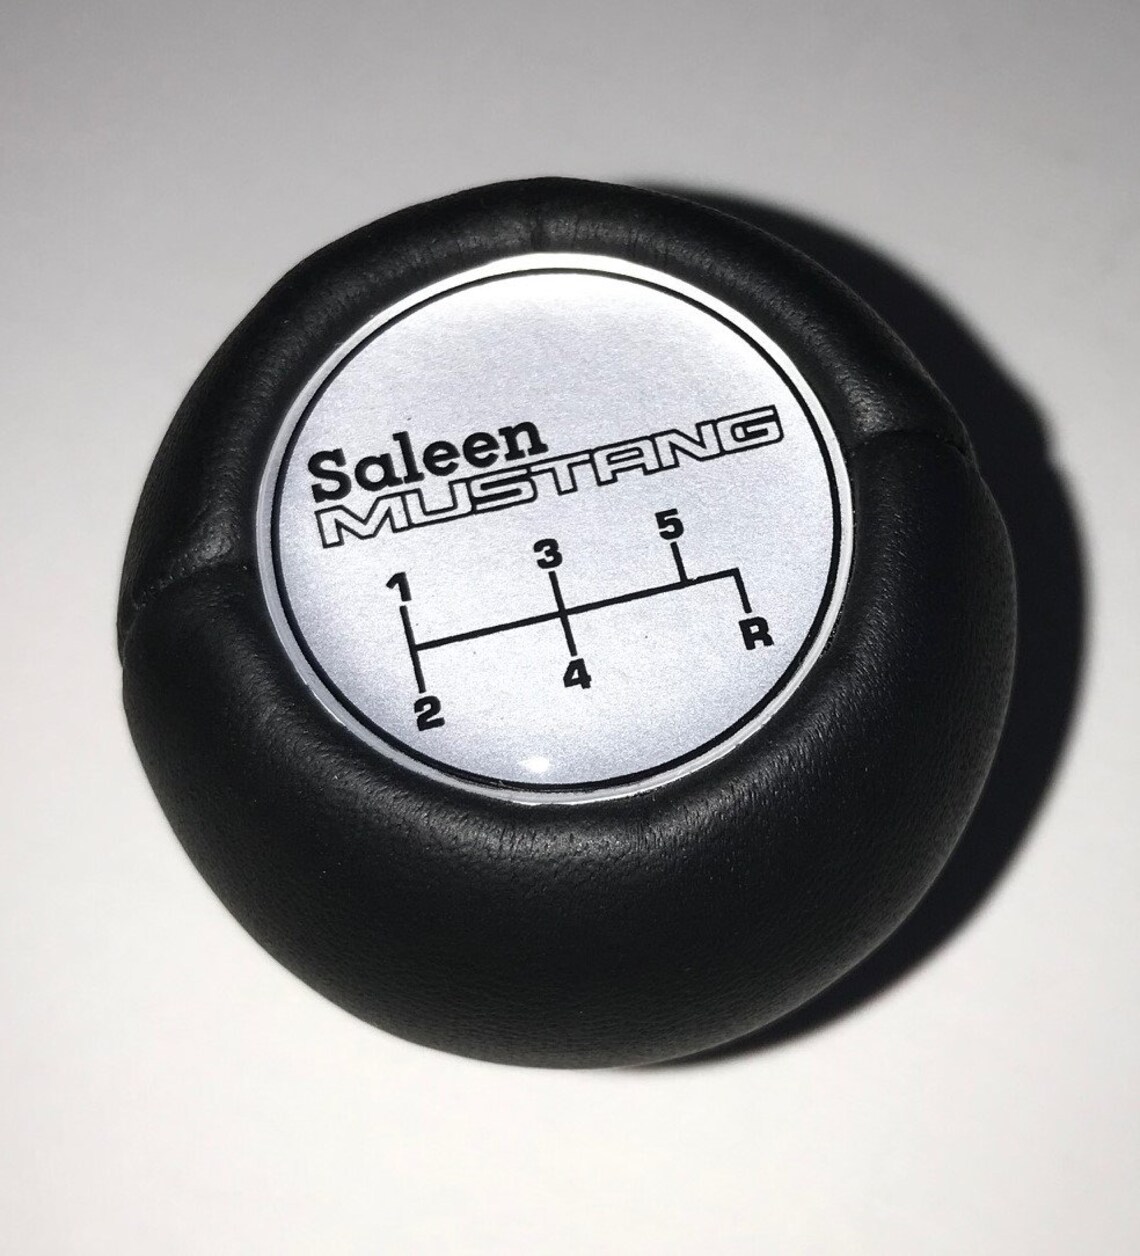 Saleen
MUSTANG
1 3 5
2 4 R